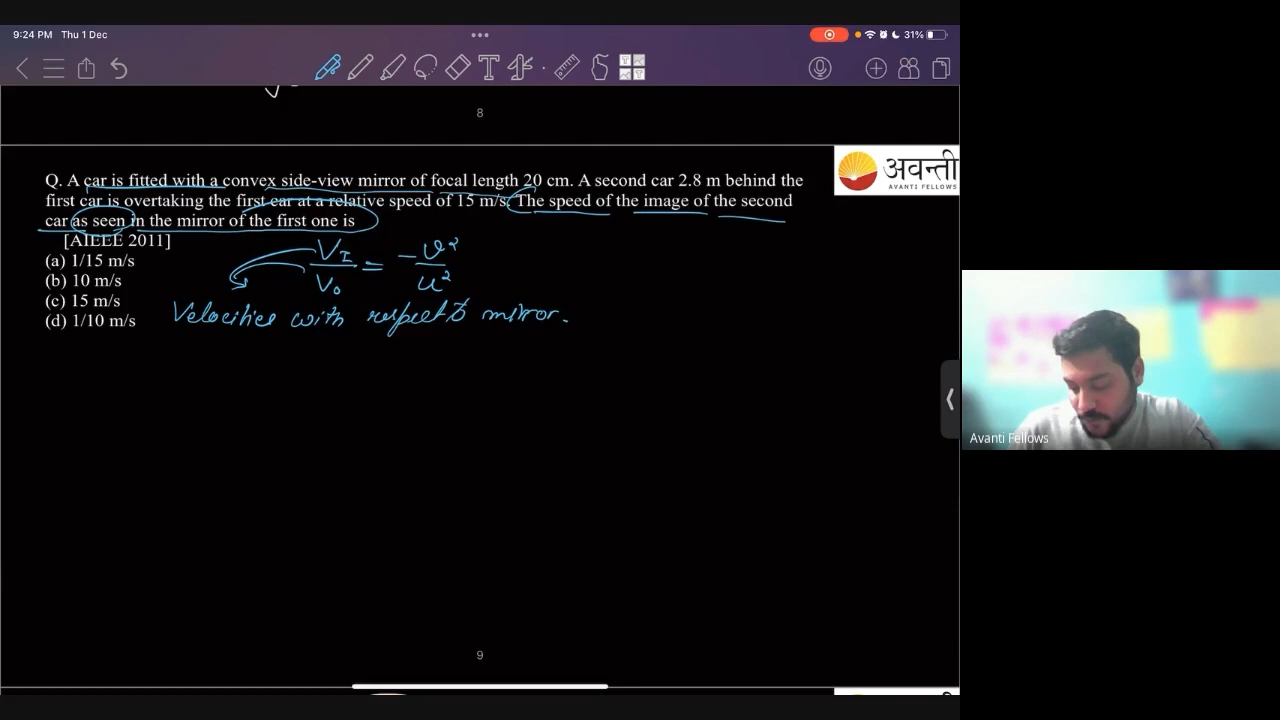 9:24 PM Thu 1 Dec
31%
8
अवन्ती
AVANTI FELLOWS
Q. A car is fitted with a convex side-view mirror of focal length 20 cm. A second car 2.8 m behind the
first car is overtaking the first car at a relative speed of 15 m/s. The speed of the image of the second
car as seen in the mirror of the first one is
[AIEEE 2011]
(a) 1/15 m/s
(b) 10 m/s
(c) 15 m/s
(d) 1/10 m/s
V_I / V_o = -v² / u²
Velocities with respect to mirror.
Avanti Fellows
9